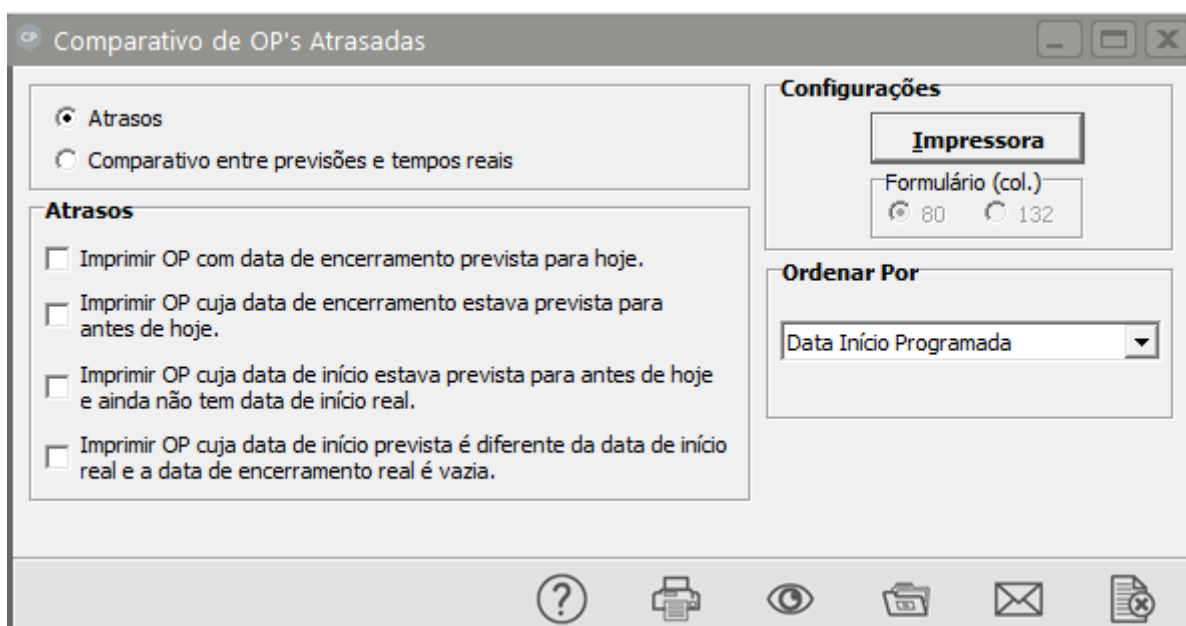 CP
Comparativo de OP's Atrasadas
Atrasos
Comparativo entre previsões e tempos reais
Atrasos
Imprimir OP com data de encerramento prevista para hoje.
Imprimir OP cuja data de encerramento estava prevista para
antes de hoje.
Imprimir OP cuja data de início estava prevista para antes de hoje
e ainda não tem data de início real.
Imprimir OP cuja data de início prevista é diferente da data de início
real e a data de encerramento real é vazia.
Configurações
Impressora
Formulário (col.)
80 132
Ordenar Por
Data Início Programada